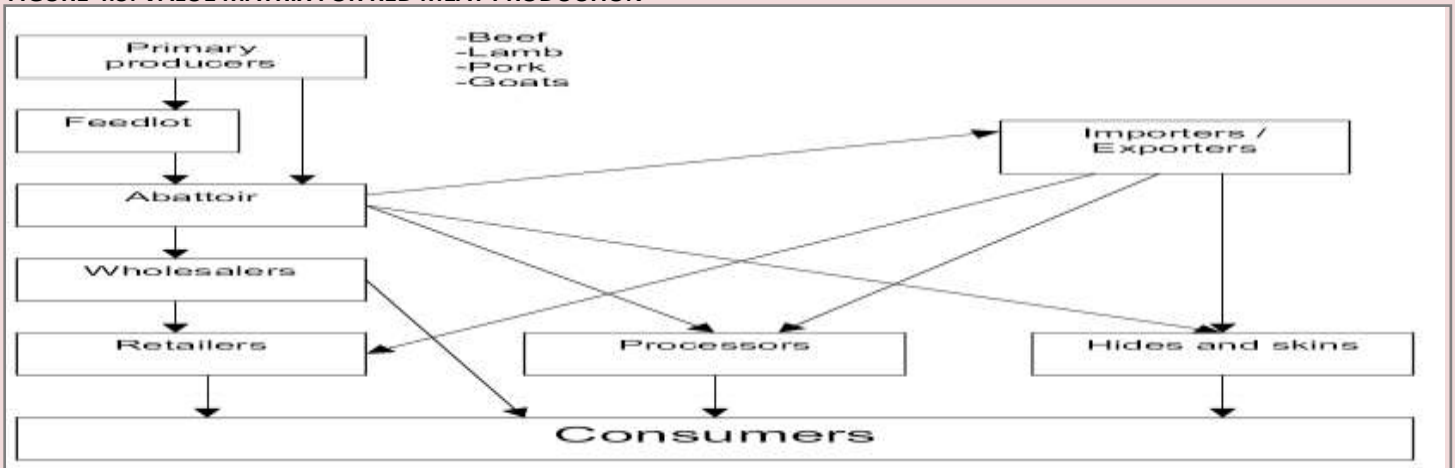 Primary
producers
-Beef
-Lamb
-Pork
-Goats
Feedlot
Importers /
Exporters
Abattoir
Wholesalers
Retailers
Processors
Hides and skins
Consumers